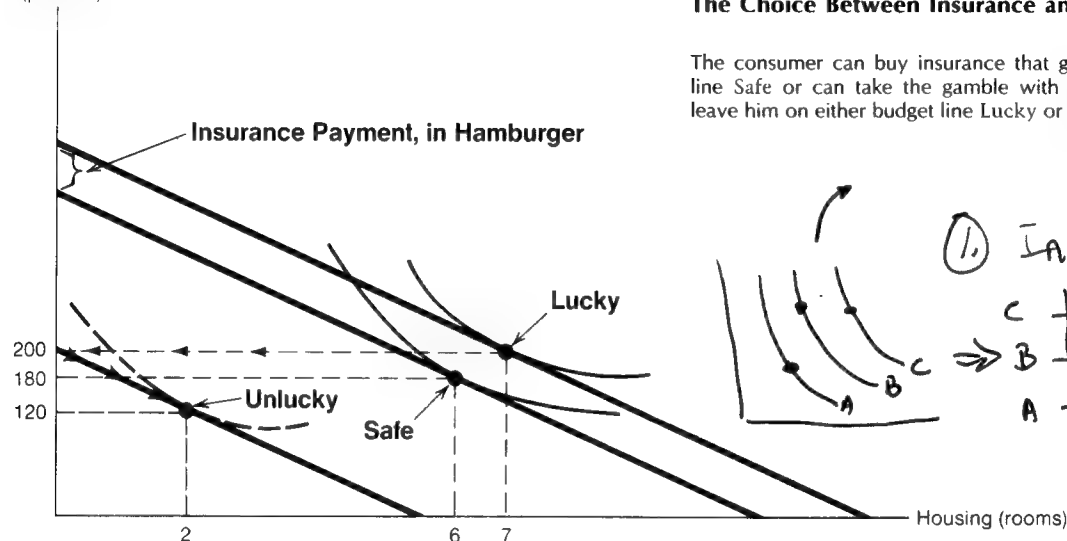 The Choice Between Insurance an
The consumer can buy insurance that g
line Safe or can take the gamble with
leave him on either budget line Lucky or
Insurance Payment, in Hamburger
Lucky
200
180
120
Unlucky
Safe
2
6
7
Housing (rooms)
1.
C
B
A
A
B
C